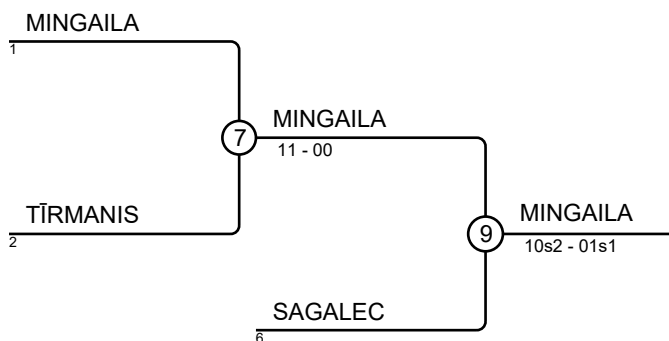 MINGAILA
1
7
MINGAILA
11 - 00
TĪRMANIS
2
9
MINGAILA
10s2 - 01s1
SAGALEC
6